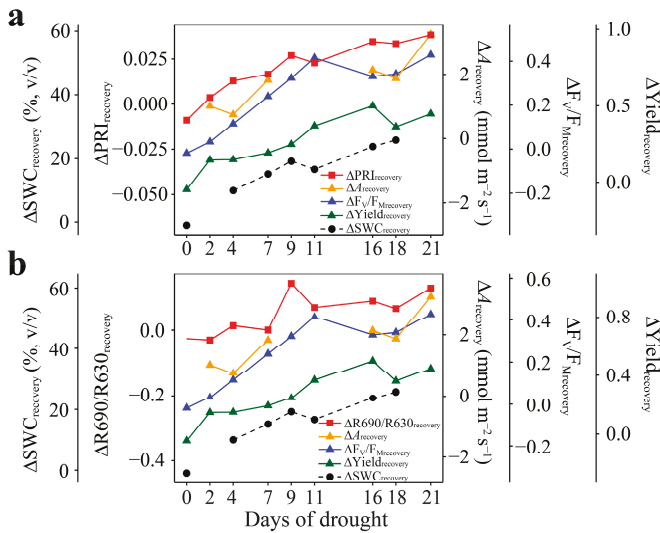 a
ΔSWCrecovery (%, v/v)
60
40
20
0
ΔPRIrecovery
0.025
0.000
−0.025
−0.050
ΔPRIrecovery
ΔArecovery
ΔFV/FMrecovery
ΔYieldrecovery
ΔSWCrecovery
0 2 4 7 9 11 16 18 21
ΔArecovery (mmol m−2 s−1)
2
0
−2
ΔFV/FMrecovery
0.4
0.2
0.0
−0.2
ΔYieldrecovery
1.0
0.5
0.0
b
ΔSWCrecovery (%, v/v)
60
40
20
0
ΔR690/R630recovery
0.0
−0.2
−0.4
ΔR690/R630recovery
ΔArecovery
ΔFV/FMrecovery
ΔYieldrecovery
ΔSWCrecovery
0 2 4 7 9 11 16 18 21
Days of drought
ΔArecovery (mmol m−2 s−1)
2
0
−2
ΔFV/FMrecovery
0.6
0.4
0.2
0.0
−0.2
ΔYieldrecovery
0.8
0.4
0.0